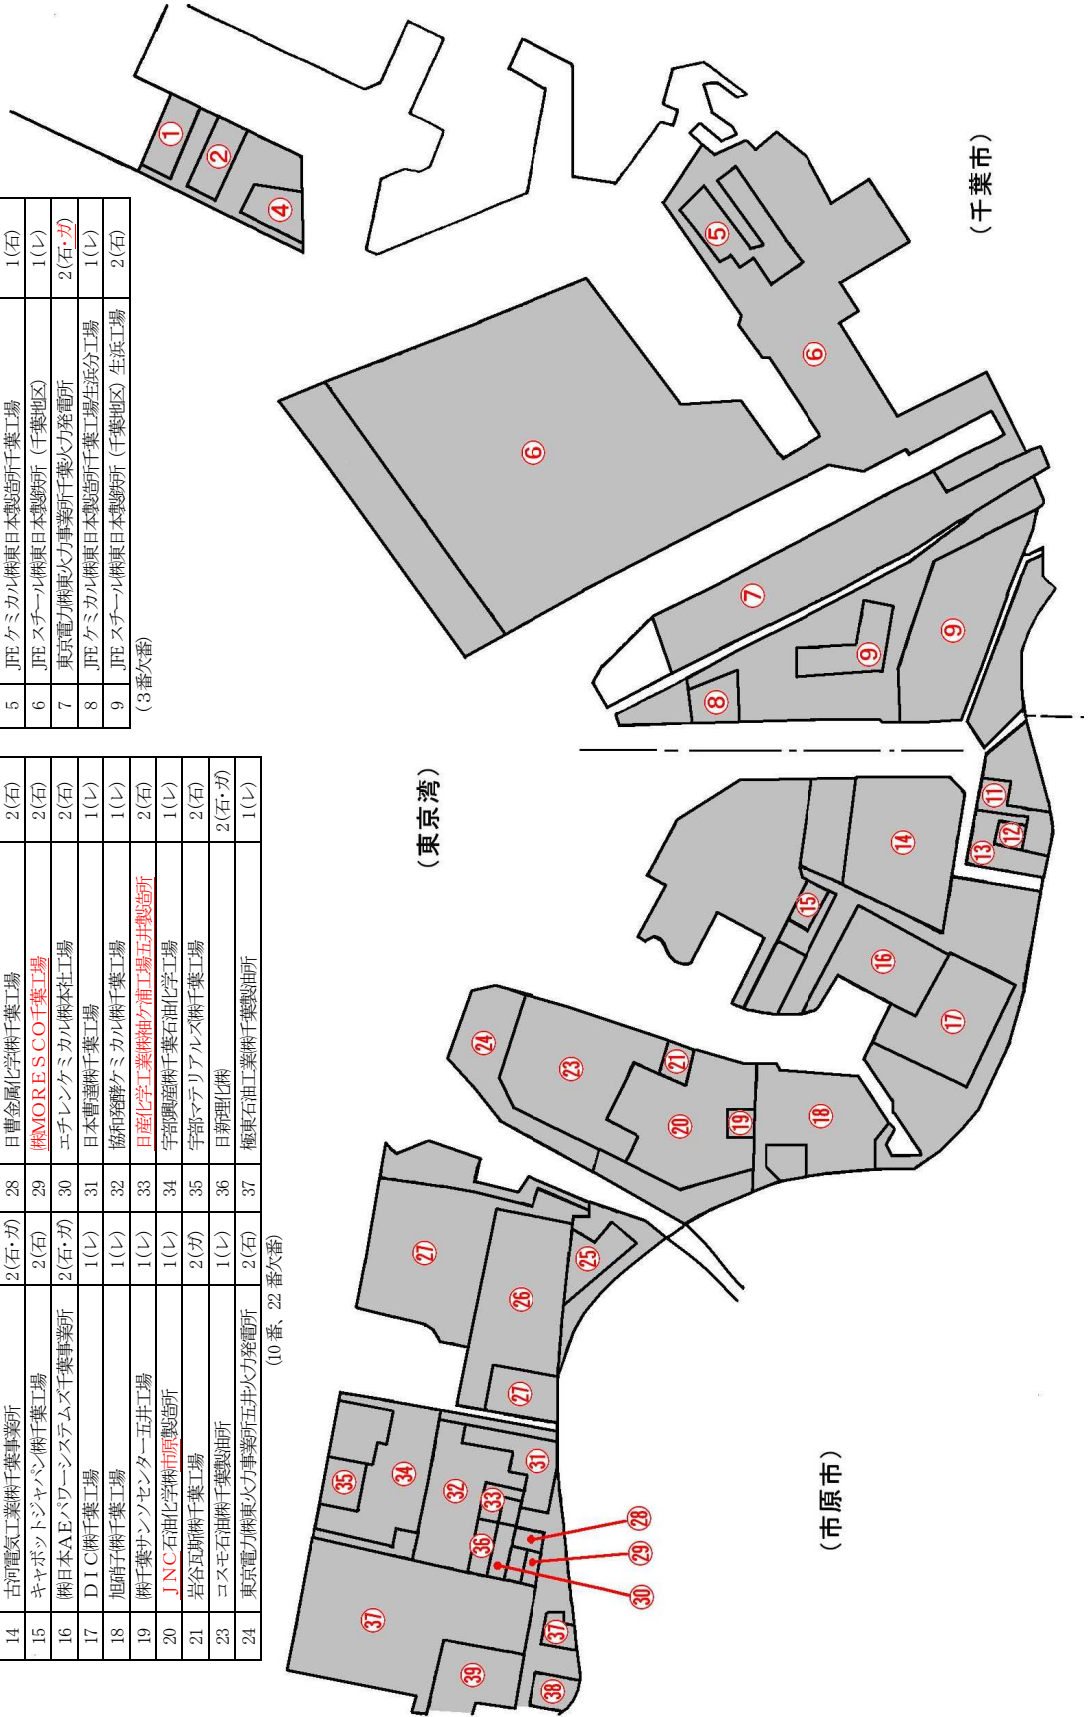 5 JFEケミカル㈱東日本製造所千葉工場 1(石)
6 JFEスチール㈱東日本製鉄所（千葉地区） 1(レ)
7 東京電力㈱東火力事業所千葉火力発電所 2(石・ガ)
8 JFEケミカル㈱東日本製造所千葉工場生浜分工場 1(レ)
9 JFEスチール㈱東日本製鉄所（千葉地区）生浜工場 2(石)
(３番欠番)
14 古河電気工業㈱千葉事業所 2(石・ガ) 28 日曹金属化学㈱千葉工場 2(石)
15 キャボットジャパン㈱千葉工場 2(石) 29 ㈱ＭＯＲＥＳＣＯ千葉工場 2(石)
16 ㈱日本ＡＥパワーシステムズ千葉事業所 2(石・ガ) 30 エチレンケミカル㈱本社工場 2(石)
17 ＤＩＣ㈱千葉工場 1(レ) 31 日本曹達㈱千葉工場 1(レ)
18 旭硝子㈱千葉工場 1(レ) 32 協和発酵ケミカル㈱千葉工場 1(レ)
19 ㈱千葉サンソセンター五井工場 1(レ) 33 日産化学工業㈱袖ケ浦工場五井製造所 2(石)
20 ＪＮＣ石油化学㈱市原製造所 1(レ) 34 宇部興産㈱千葉石油化学工場 1(レ)
21 岩谷瓦斯㈱千葉工場 2(ガ) 35 宇部マテリアルズ㈱千葉工場 2(石)
23 コスモ石油㈱千葉製油所 1(レ) 36 日新理化㈱ 2(石・ガ)
24 東京電力㈱東火力事業所五井火力発電所 2(石) 37 極東石油工業㈱千葉製油所 1(レ)
(10番、22番欠番)
①
②
④
⑤
⑥
⑥
⑦
⑧
⑨
⑨
(千葉市)
(東京湾)
⑪
⑫
⑬
⑭
⑮
⑯
⑰
⑱
⑲
⑳
㉑
㉓
㉔
㉕
㉖
㉗
㉗
㉘
㉙
㉚
㉛
㉜
㉝
㉞
㉟
㊱
㊲
㊲
㊳
㊴
(市原市)